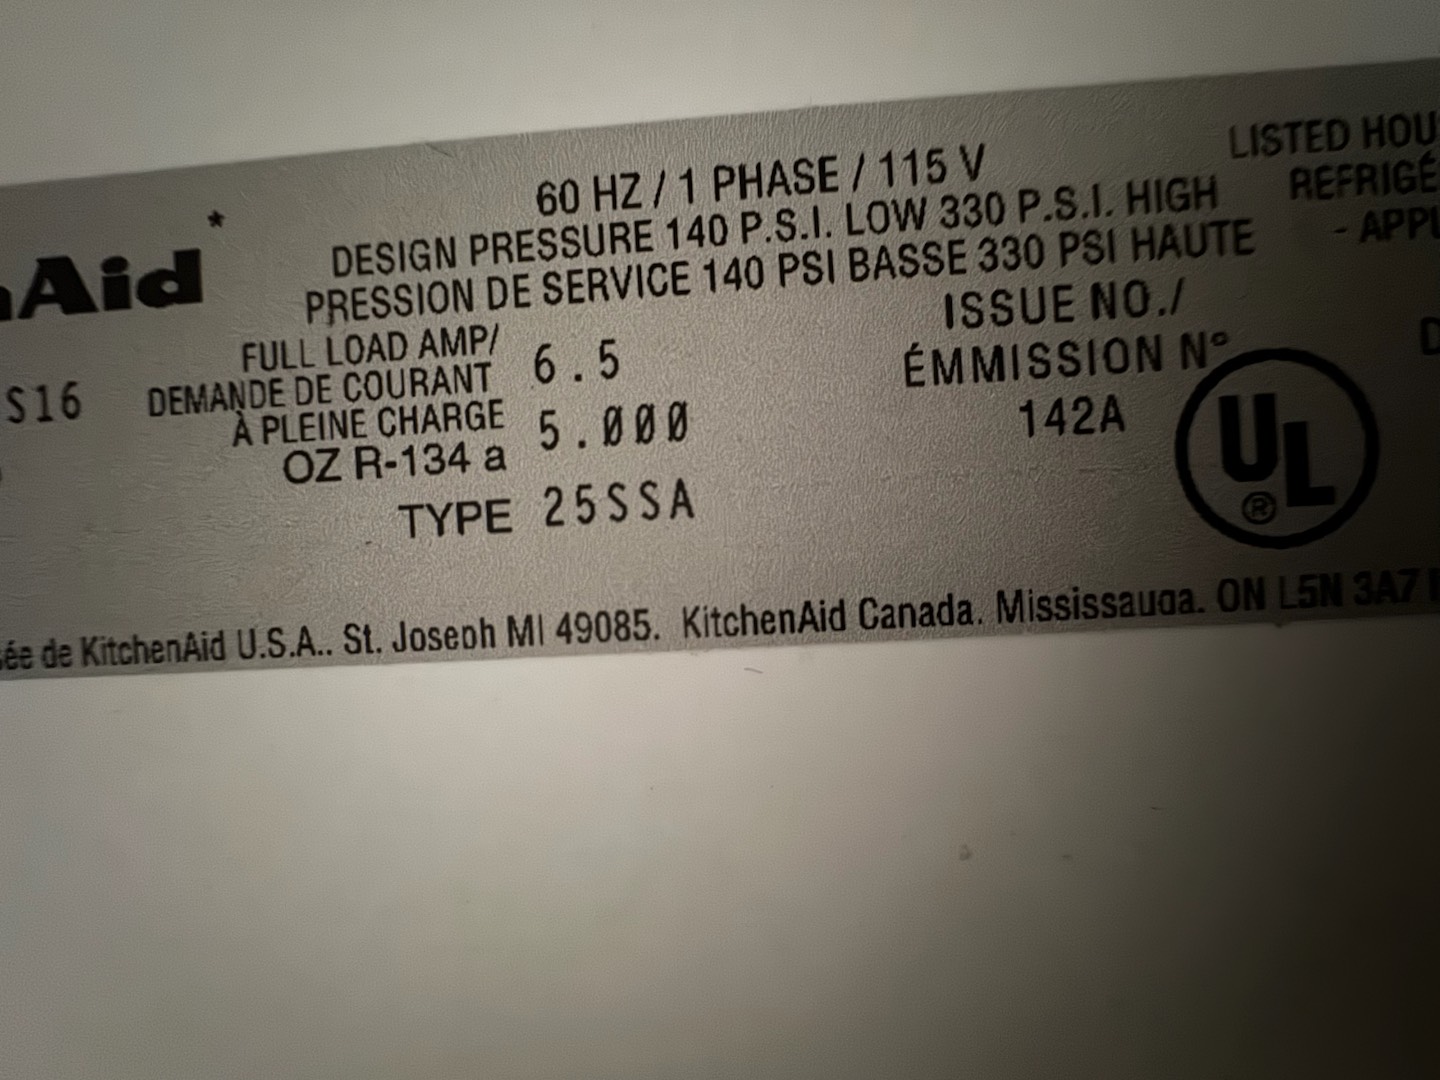 Aid*
60 HZ / 1 PHASE / 115 V
DESIGN PRESSURE 140 P.S.I. LOW 330 P.S.I. HIGH
PRESSION DE SERVICE 140 PSI BASSE 330 PSI HAUTE
LISTED HOU
REFRIGÉ
- APPL
S16
FULL LOAD AMP/
DEMANDE DE COURANT 6.5
À PLEINE CHARGE
OZ R-134 a 5.000
TYPE 25SSA
ISSUE NO./
ÉMMISSION N°
142A
UL
®
ée de KitchenAid U.S.A.. St. Joseph MI 49085. KitchenAid Canada. Mississauga. ON L5N 3A7